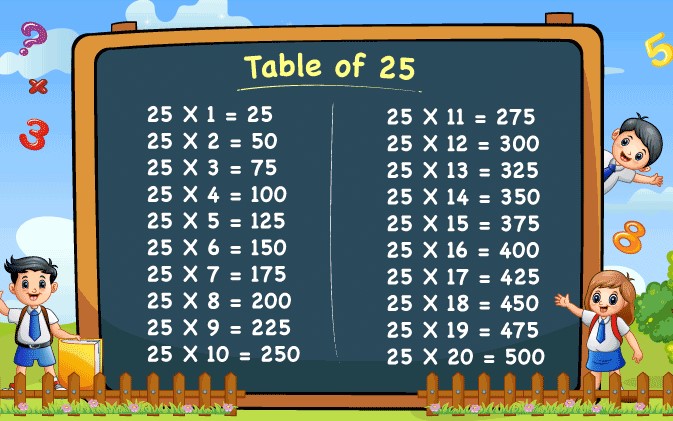 Table of 25
25 X 1 = 25
25 X 2 = 50
25 X 3 = 75
25 X 4 = 100
25 X 5 = 125
25 X 6 = 150
25 X 7 = 175
25 X 8 = 200
25 X 9 = 225
25 X 10 = 250
25 X 11 = 275
25 X 12 = 300
25 X 13 = 325
25 X 14 = 350
25 X 15 = 375
25 X 16 = 400
25 X 17 = 425
25 X 18 = 450
25 X 19 = 475
25 X 20 = 500
?
x
3
5
8